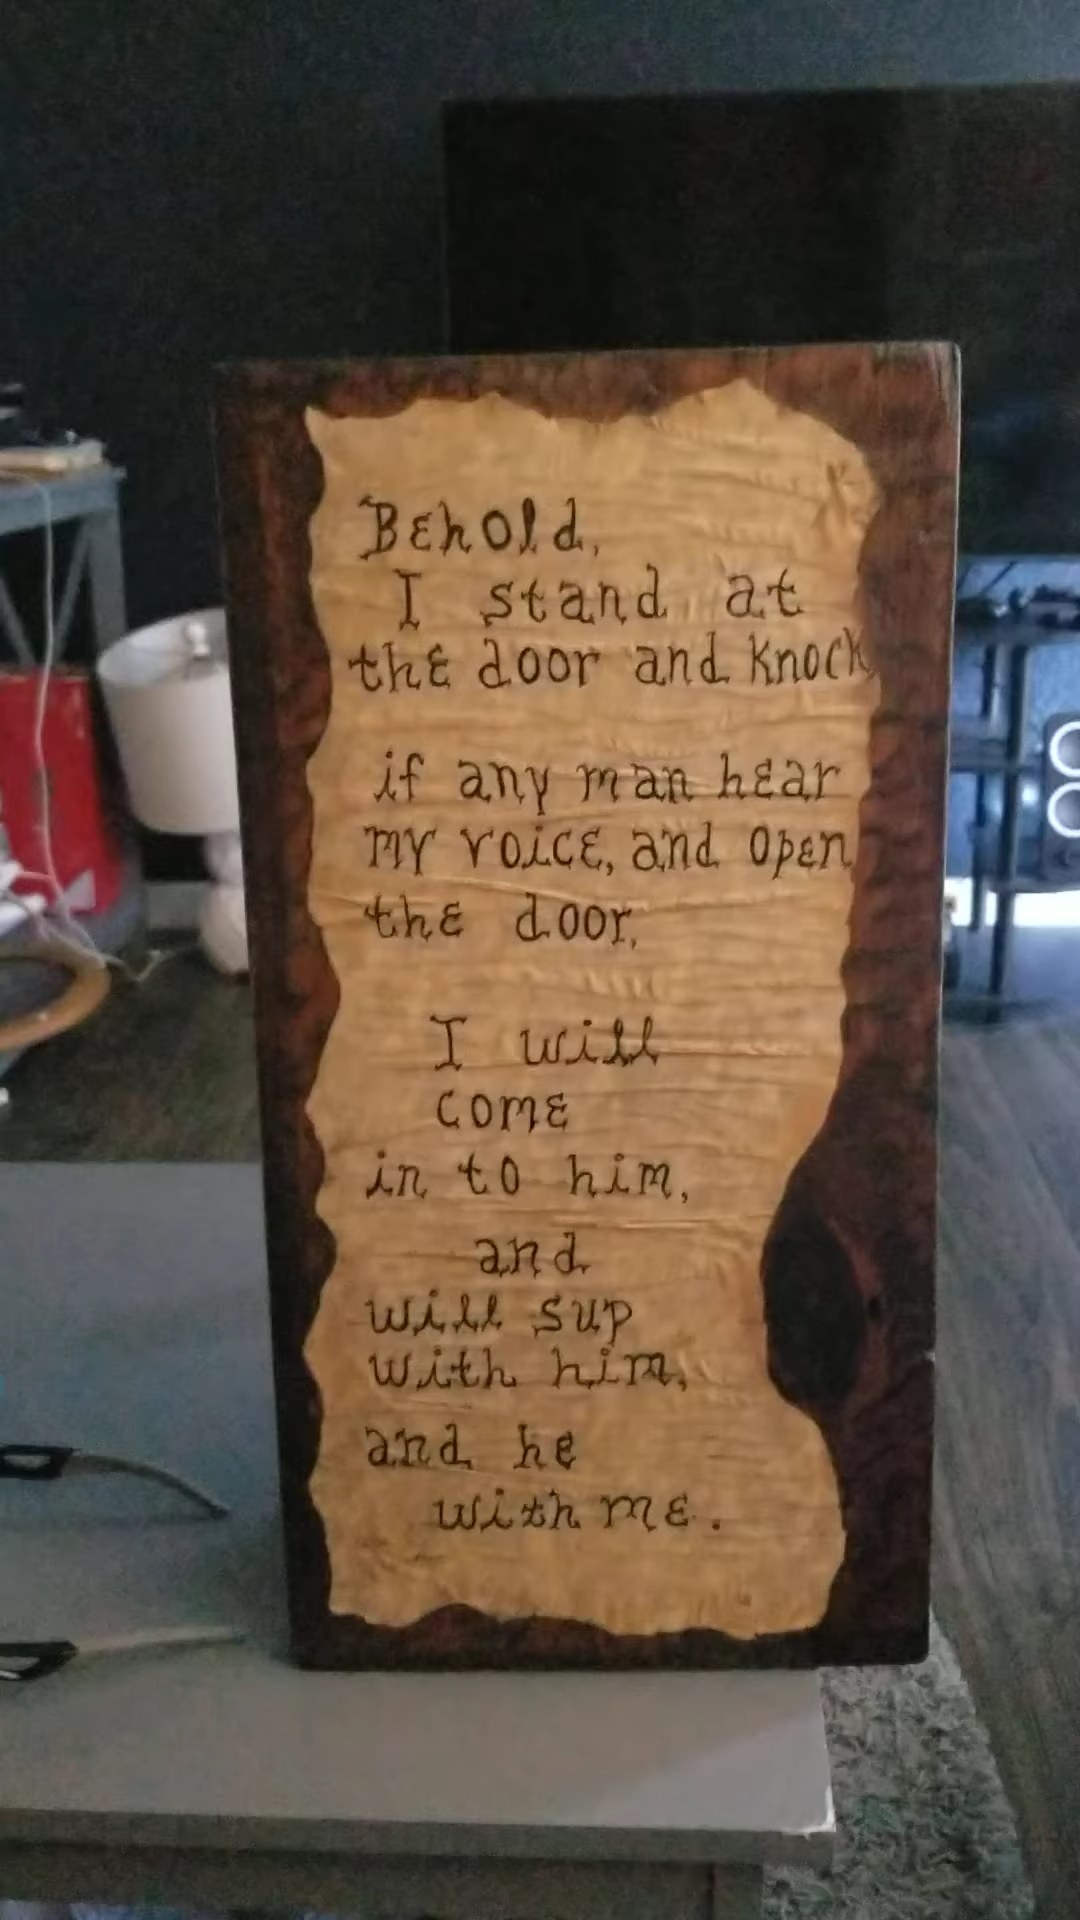 Behold,
I stand at
the door and knock
if any man hear
my voice, and open
the door,
I will
come
in to him,
and
will sup
with him,
and he
with me.